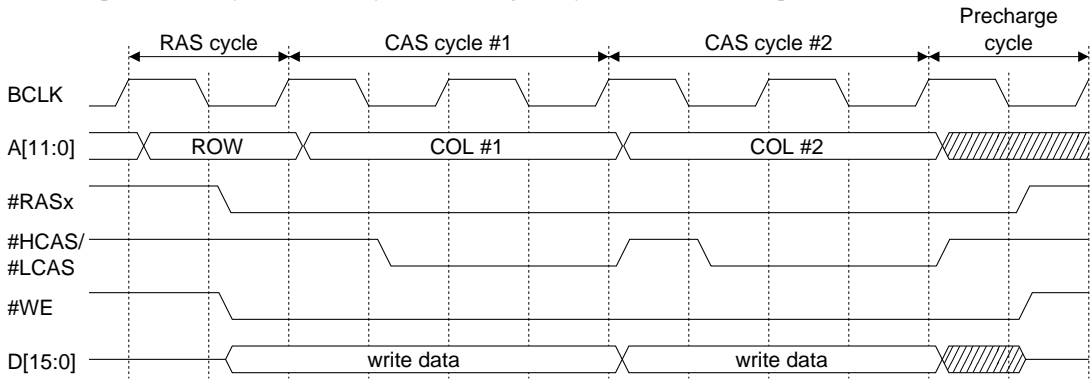 Precharge
RAS cycle CAS cycle #1 CAS cycle #2 cycle
BCLK
A[11:0] ROW COL #1 COL #2
#RASx
#HCAS/
#LCAS
#WE
D[15:0] write data write data